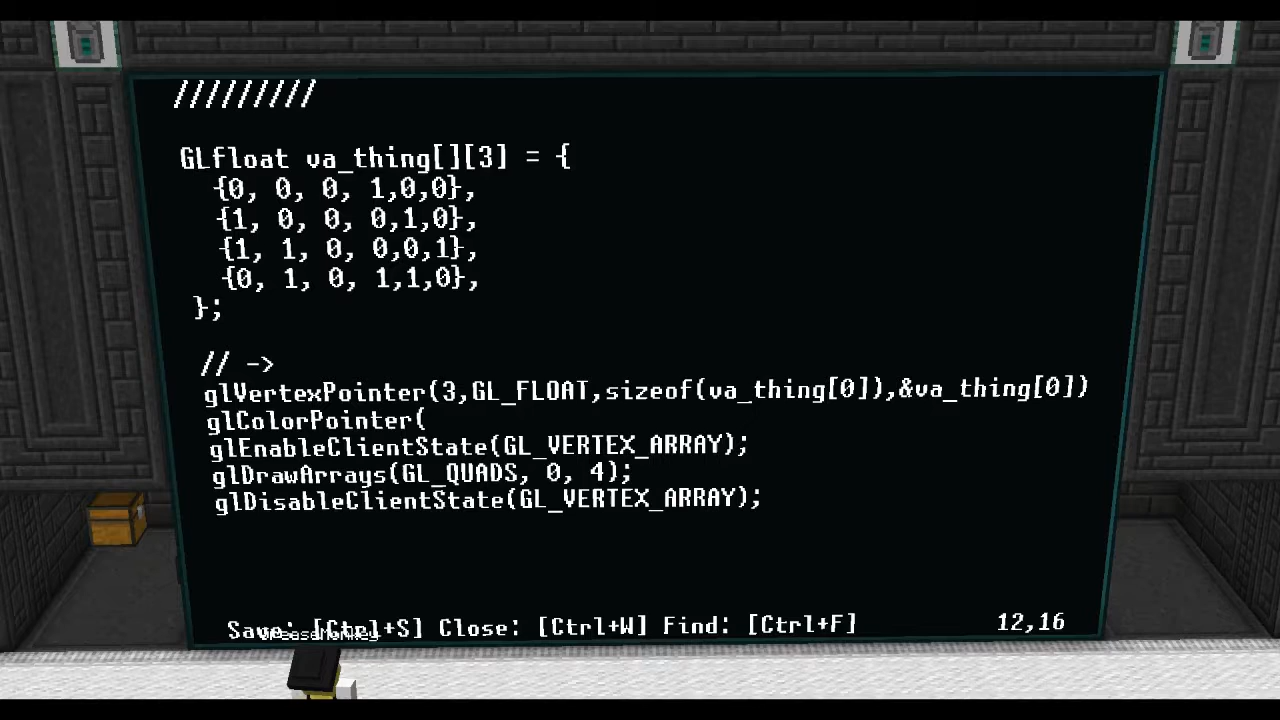 /////////
GLfloat va_thing[][3] = {
{0, 0, 0, 1,0,0},
{1, 0, 0, 0,1,0},
{1, 1, 0, 0,0,1},
{0, 1, 0, 1,1,0},
};
// ->
glVertexPointer(3,GL_FLOAT,sizeof(va_thing[0]),&va_thing[0])
glColorPointer(
glEnableClientState(GL_VERTEX_ARRAY);
glDrawArrays(GL_QUADS, 0, 4);
glDisableClientState(GL_VERTEX_ARRAY);
Save: [Ctrl+S] Close: [Ctrl+W] Find: [Ctrl+F] 12,16